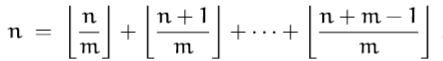 n = ⌊n/m⌋ + ⌊(n + 1)/m⌋ + ⋯ + ⌊(n + m − 1)/m⌋